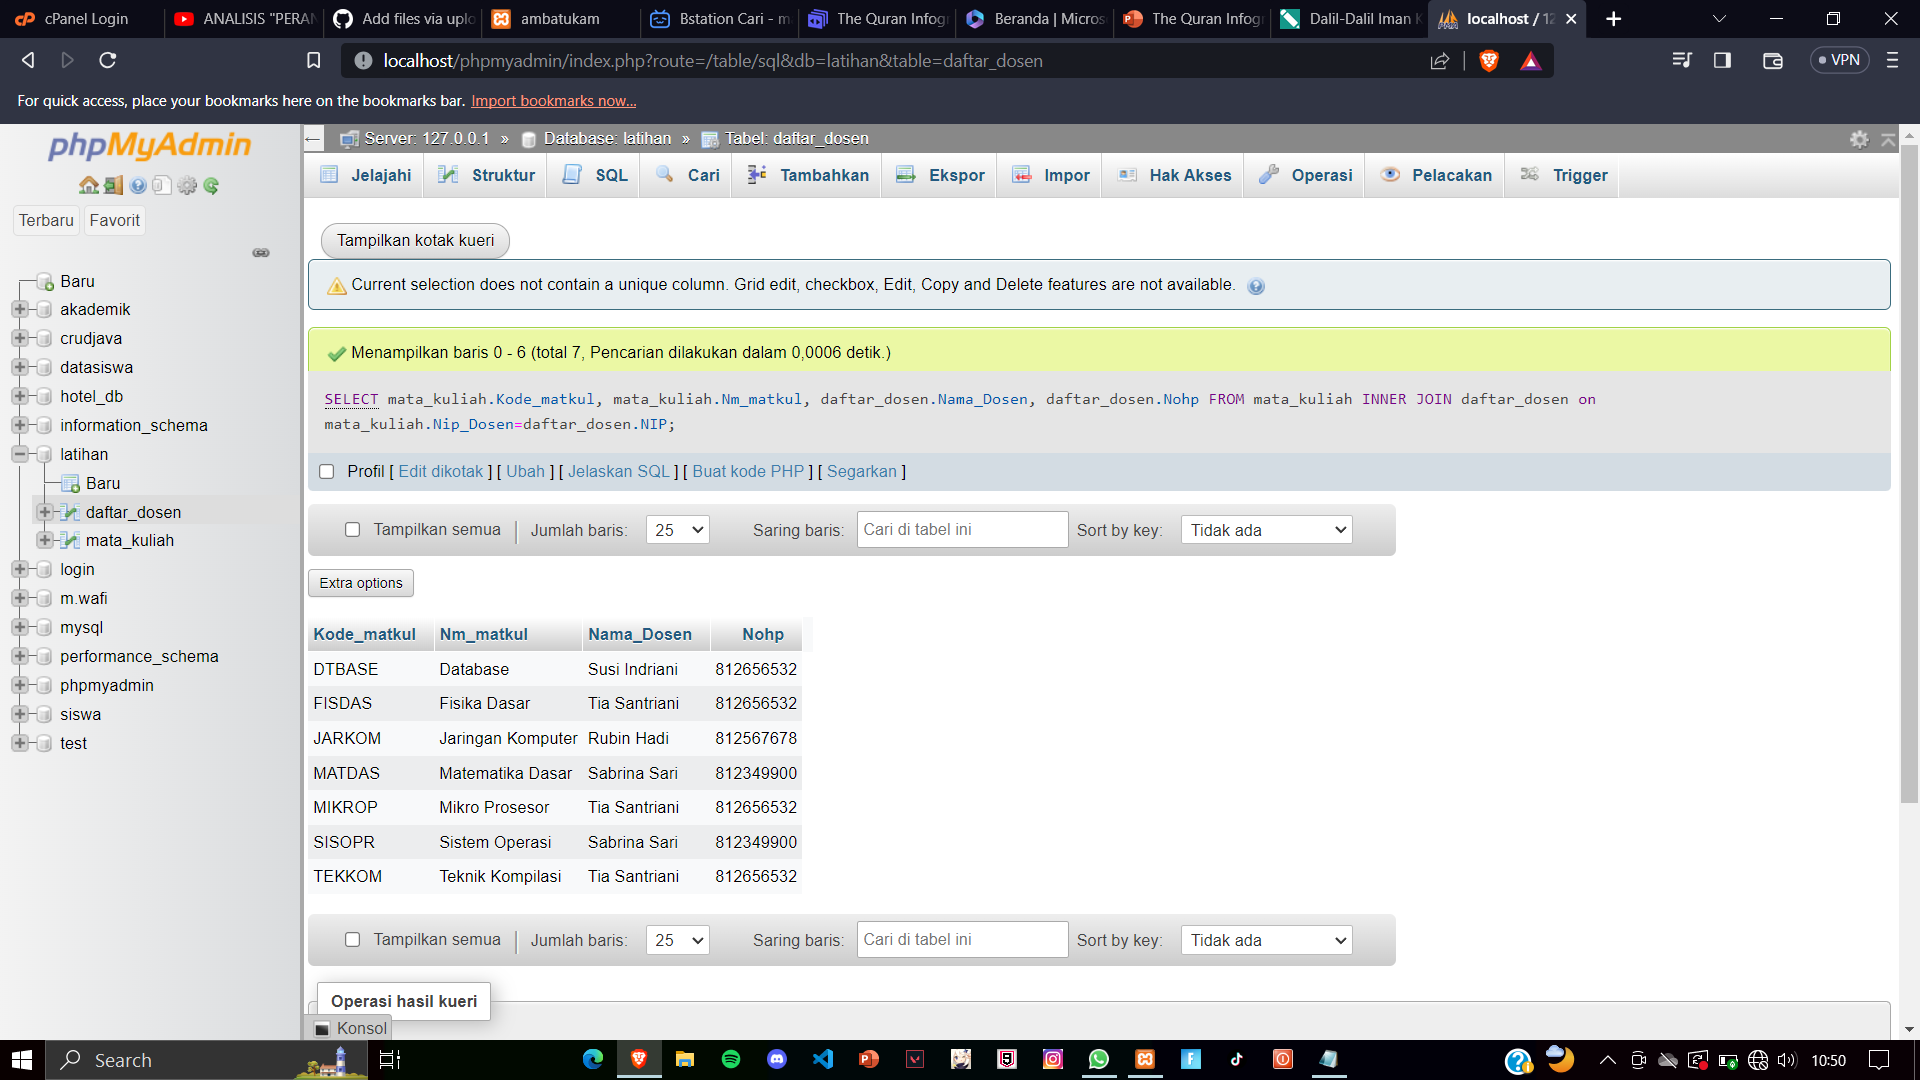 cPanel Login
ANALISIS "PERAN
Add files via uplo
ambatukam
Bstation Cari - m
The Quran Infogr
Beranda | Micros
The Quran Infogr
Dalil-Dalil Iman K
localhost / 12
localhost/phpmyadmin/index.php?route=/table/sql&db=latihan&table=daftar_dosen
VPN
For quick access, place your bookmarks here on the bookmarks bar. Import bookmarks now...
phpMyAdmin
Terbaru Favorit
Baru
akademik
crudjava
datasiswa
hotel_db
information_schema
latihan
Baru
daftar_dosen
mata_kuliah
login
m.wafi
mysql
performance_schema
phpmyadmin
siswa
test
Server: 127.0.0.1 » Database: latihan » Tabel: daftar_dosen
Jelajahi Struktur SQL Cari Tambahkan Ekspor Impor Hak Akses Operasi Pelacakan Trigger
Tampilkan kotak kueri
Current selection does not contain a unique column. Grid edit, checkbox, Edit, Copy and Delete features are not available.
Menampilkan baris 0 - 6 (total 7, Pencarian dilakukan dalam 0,0006 detik.)
SELECT mata_kuliah.Kode_matkul, mata_kuliah.Nm_matkul, daftar_dosen.Nama_Dosen, daftar_dosen.Nohp FROM mata_kuliah INNER JOIN daftar_dosen on
mata_kuliah.Nip_Dosen=daftar_dosen.NIP;
Profil [ Edit dikotak ] [ Ubah ] [ Jelaskan SQL ] [ Buat kode PHP ] [ Segarkan ]
Tampilkan semua | Jumlah baris: 25 Saring baris: Cari di tabel ini Sort by key: Tidak ada
Extra options
Kode_matkul Nm_matkul Nama_Dosen Nohp
DTBASE Database Susi Indriani 812656532
FISDAS Fisika Dasar Tia Santriani 812656532
JARKOM Jaringan Komputer Rubin Hadi 812567678
MATDAS Matematika Dasar Sabrina Sari 812349900
MIKROP Mikro Prosesor Tia Santriani 812656532
SISOPR Sistem Operasi Sabrina Sari 812349900
TEKKOM Teknik Kompilasi Tia Santriani 812656532
Tampilkan semua | Jumlah baris: 25 Saring baris: Cari di tabel ini Sort by key: Tidak ada
Operasi hasil kueri
Konsol
Search
10:50